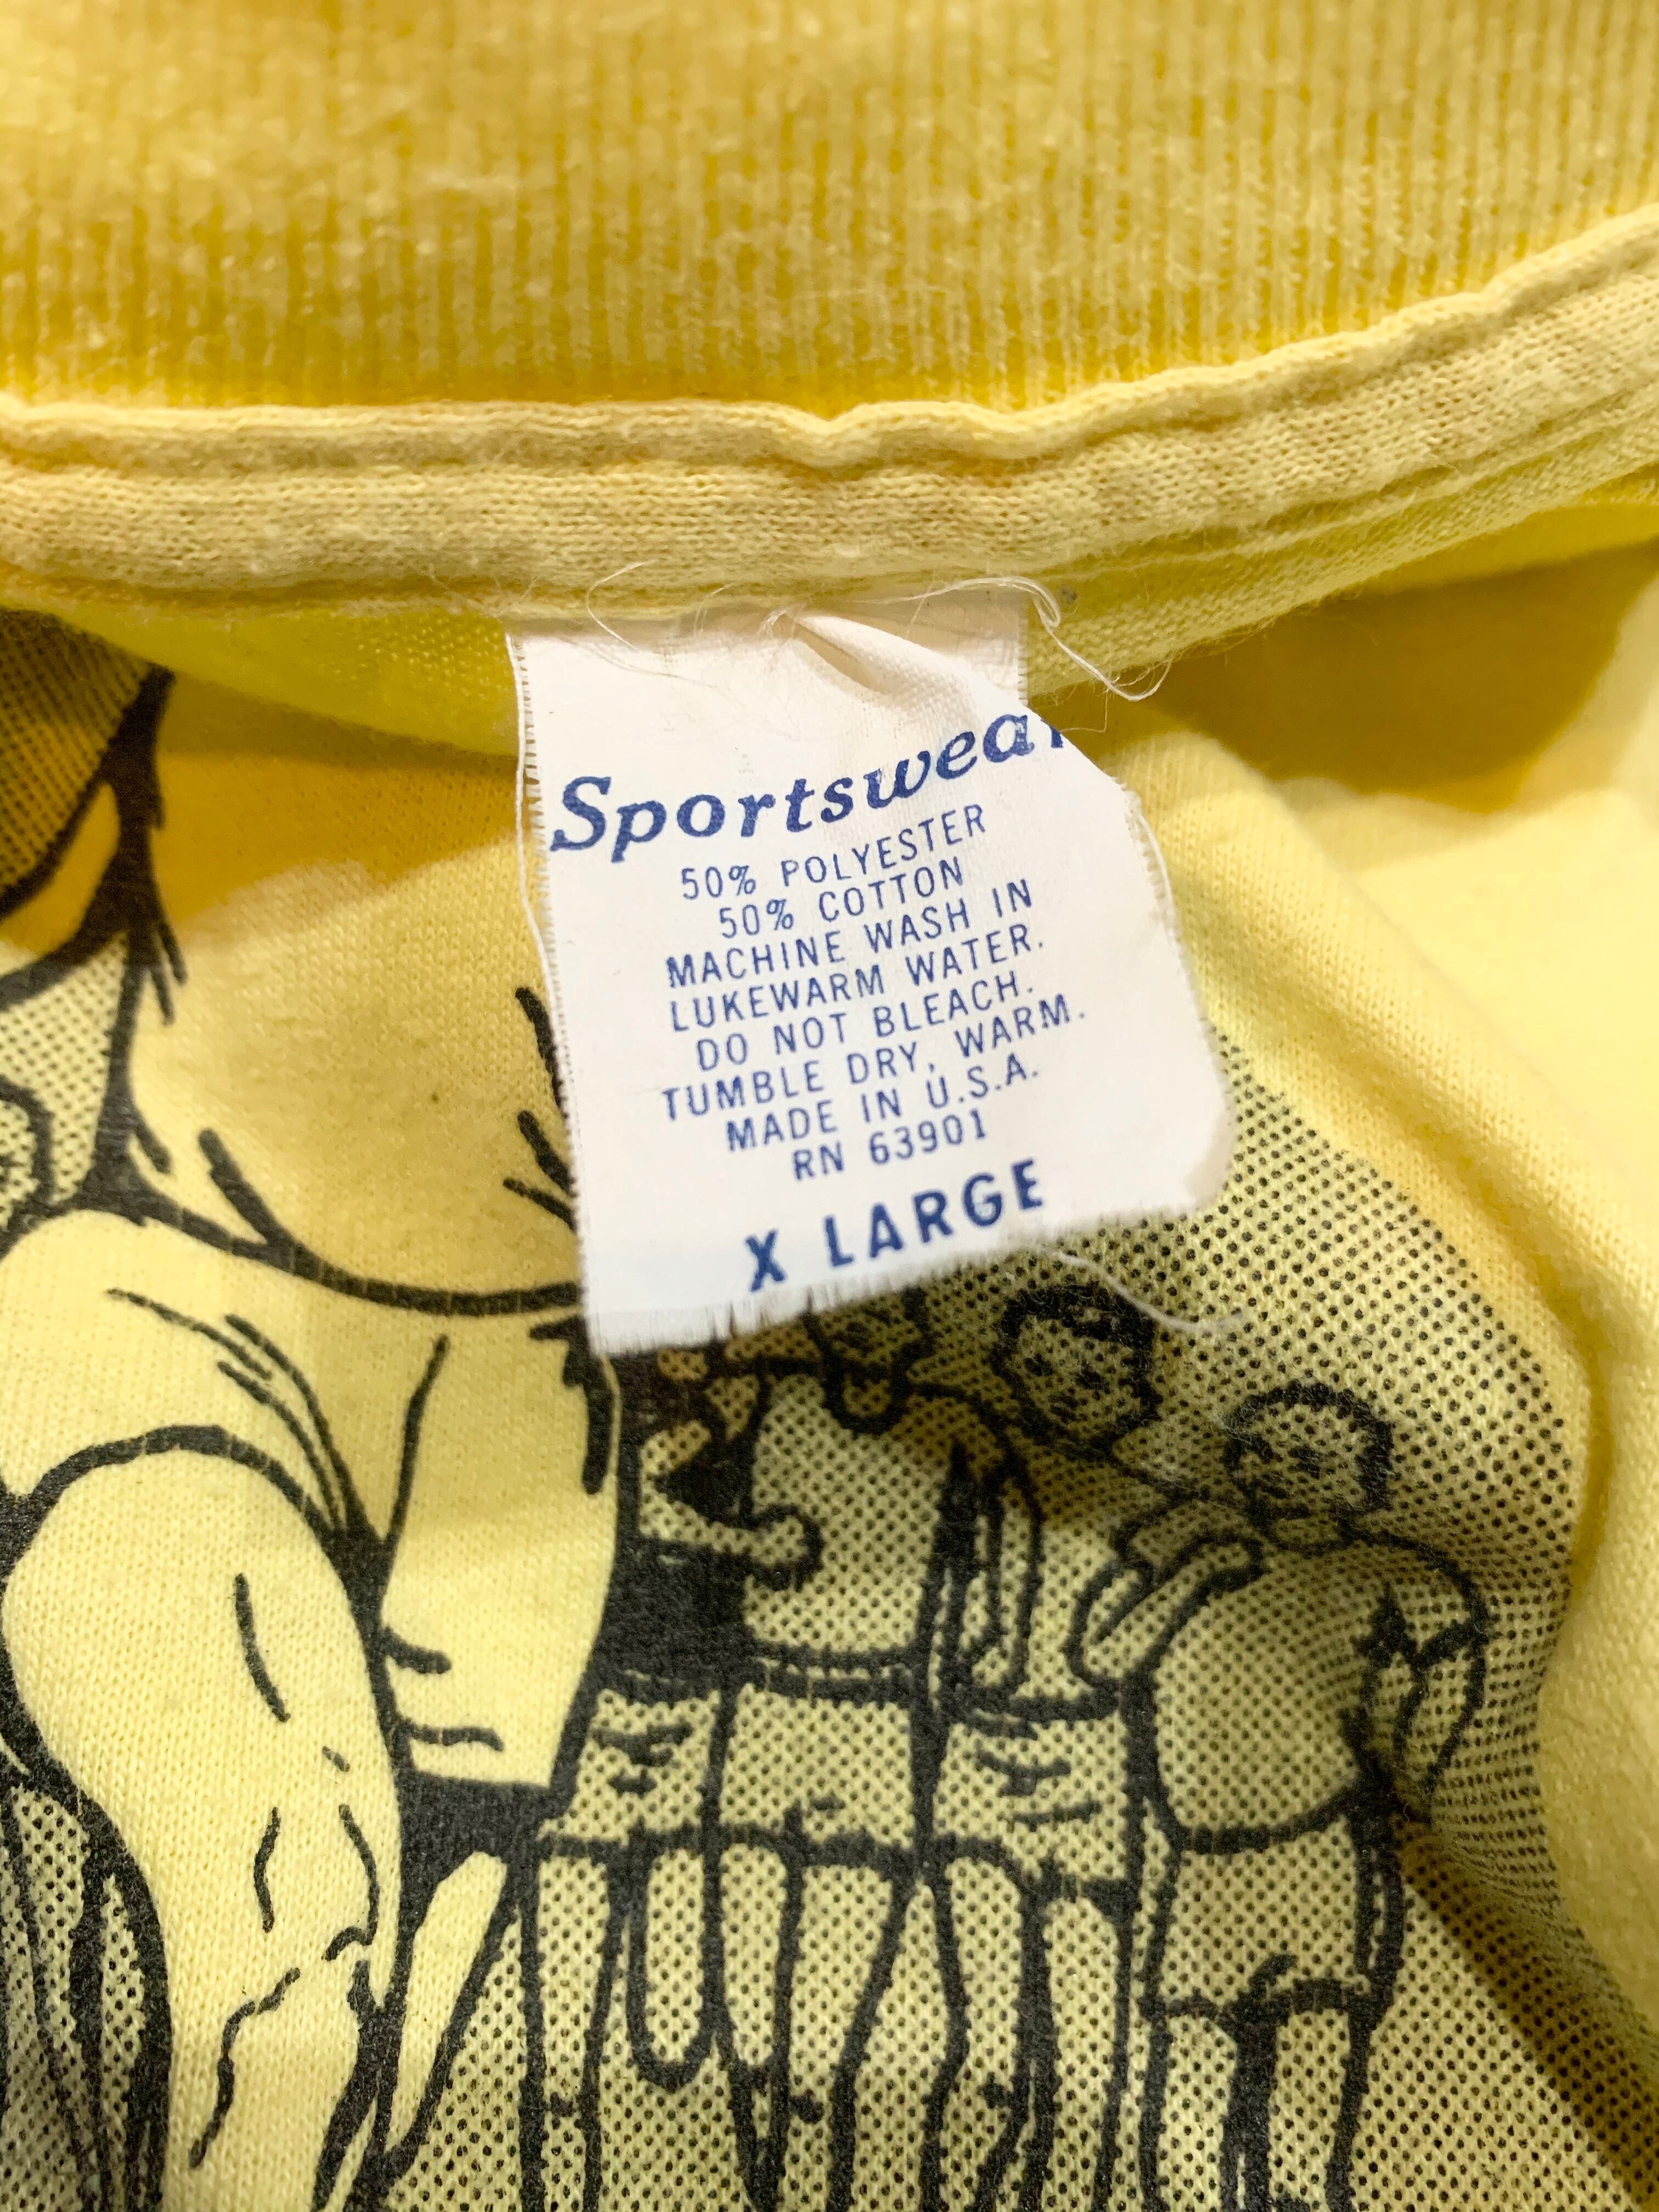 Sportswear
50% POLYESTER
50% COTTON
MACHINE WASH IN
LUKEWARM WATER.
DO NOT BLEACH.
TUMBLE DRY, WARM.
MADE IN U.S.A.
RN 63901
X LARGE